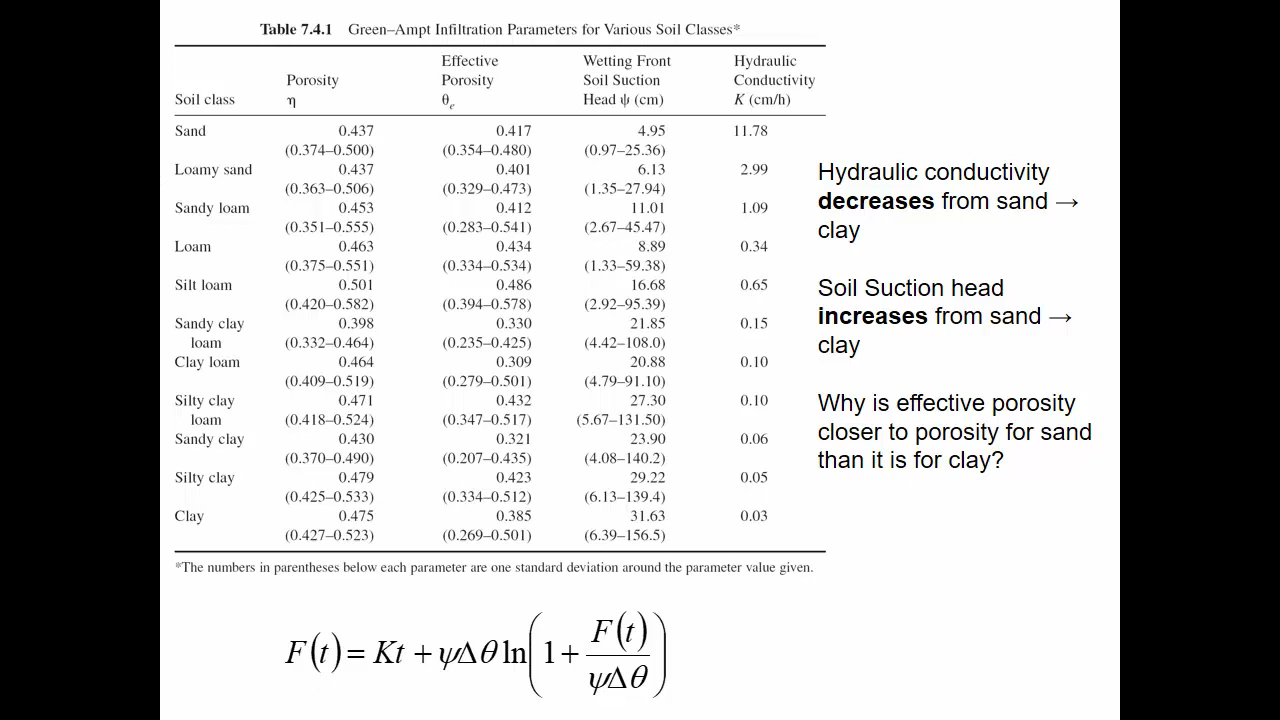 Table 7.4.1 Green–Ampt Infiltration Parameters for Various Soil Classes*
Effective Wetting Front Hydraulic
Porosity Porosity Soil Suction Conductivity
Soil class η θe Head ψ (cm) K (cm/h)
Sand 0.437 0.417 4.95 11.78
(0.374–0.500) (0.354–0.480) (0.97–25.36)
Loamy sand 0.437 0.401 6.13 2.99
(0.363–0.506) (0.329–0.473) (1.35–27.94)
Sandy loam 0.453 0.412 11.01 1.09
(0.351–0.555) (0.283–0.541) (2.67–45.47)
Loam 0.463 0.434 8.89 0.34
(0.375–0.551) (0.334–0.534) (1.33–59.38)
Silt loam 0.501 0.486 16.68 0.65
(0.420–0.582) (0.394–0.578) (2.92–95.39)
Sandy clay 0.398 0.330 21.85 0.15
loam (0.332–0.464) (0.235–0.425) (4.42–108.0)
Clay loam 0.464 0.309 20.88 0.10
(0.409–0.519) (0.279–0.501) (4.79–91.10)
Silty clay 0.471 0.432 27.30 0.10
loam (0.418–0.524) (0.347–0.517) (5.67–131.50)
Sandy clay 0.430 0.321 23.90 0.06
(0.370–0.490) (0.207–0.435) (4.08–140.2)
Silty clay 0.479 0.423 29.22 0.05
(0.425–0.533) (0.334–0.512) (6.13–139.4)
Clay 0.475 0.385 31.63 0.03
(0.427–0.523) (0.269–0.501) (6.39–156.5)
*The numbers in parentheses below each parameter are one standard deviation around the parameter value given.
Hydraulic conductivity
decreases from sand →
clay
Soil Suction head
increases from sand →
clay
Why is effective porosity
closer to porosity for sand
than it is for clay?
F(t) = Kt + ψΔθ ln(1 + F(t)/ψΔθ)